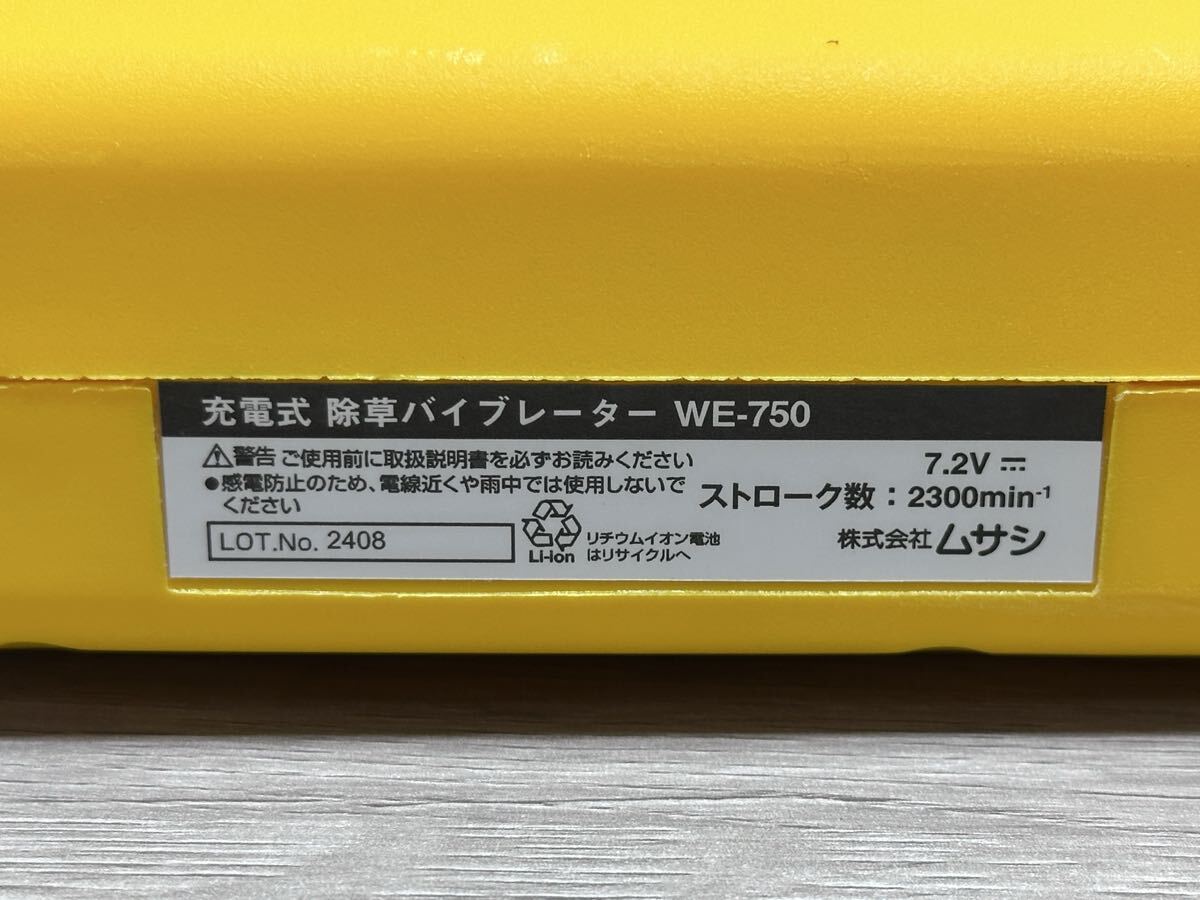 充電式 除草バイブレーター WE-750
⚠警告 ご使用前に取扱説明書を必ずお読みください
●感電防止のため、電線近くや雨中では使用しないで
ください
LOT.No. 2408
Li-ion
リチウムイオン電池
はリサイクルへ
7.2V ⎓
ストローク数：2300min⁻¹
株式会社ムサシ